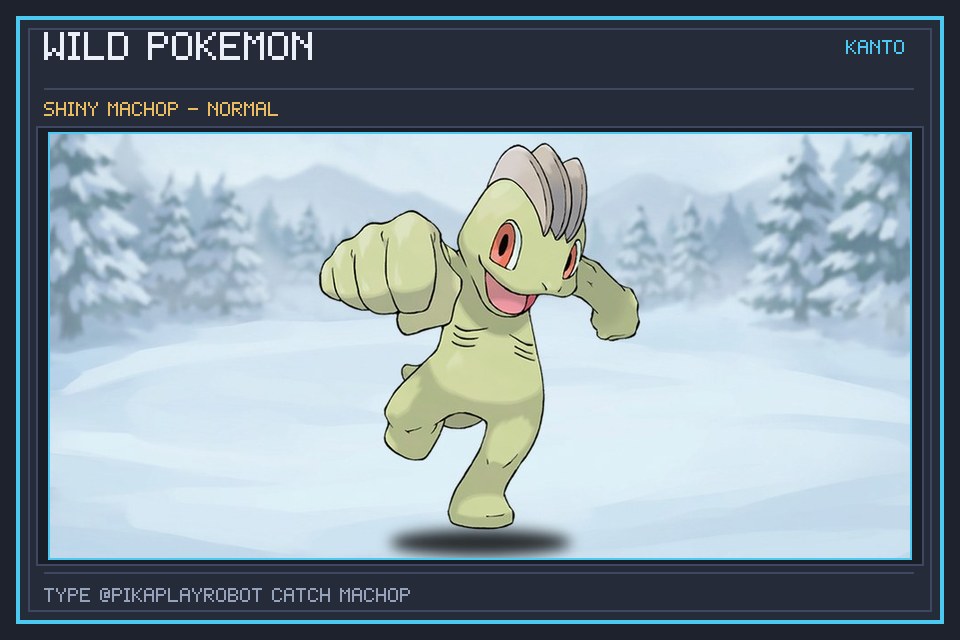 WILD POKEMON
KANTO
SHINY MACHOP - NORMAL
TYPE @PIKAPLAYROBOT CATCH MACHOP